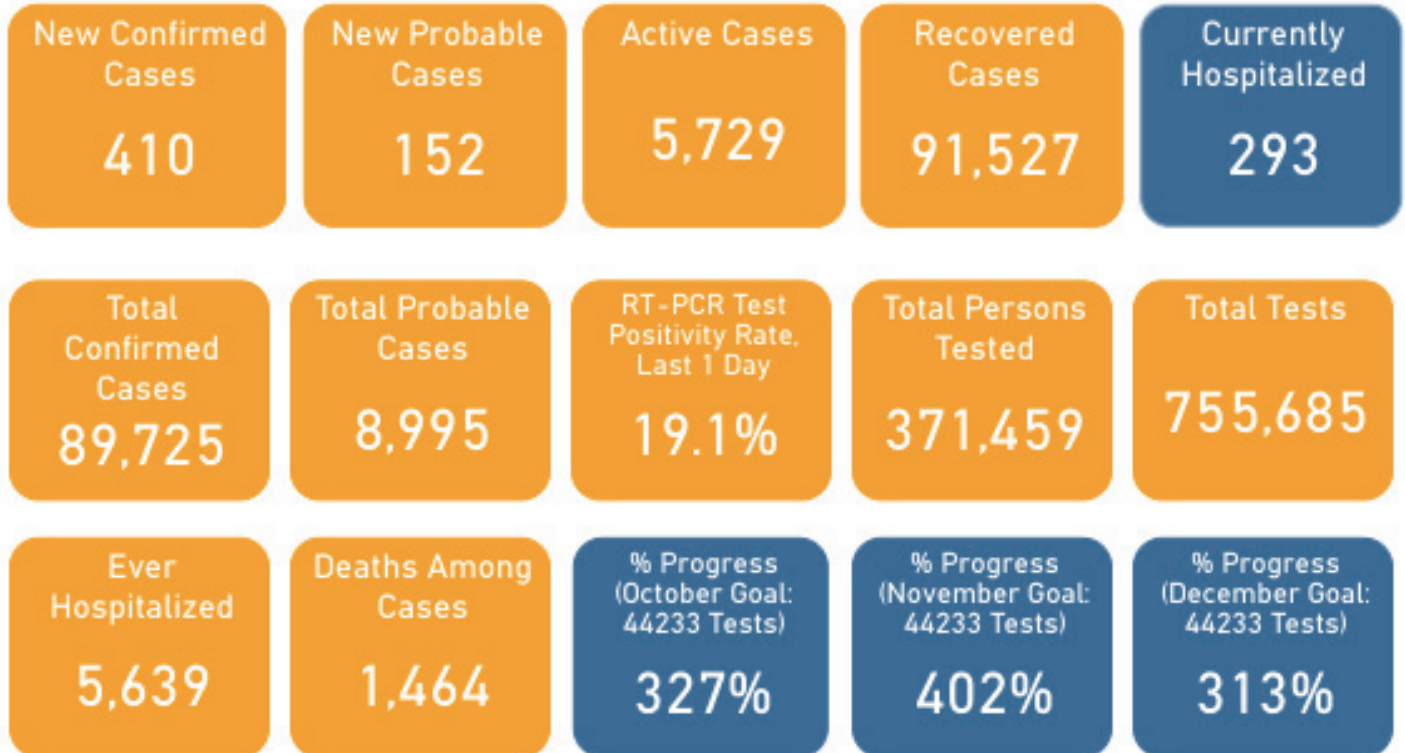 New Confirmed
Cases
410
New Probable
Cases
152
Active Cases
5,729
Recovered
Cases
91,527
Currently
Hospitalized
293
Total
Confirmed
Cases
89,725
Total Probable
Cases
8,995
RT-PCR Test
Positivity Rate,
Last 1 Day
19.1%
Total Persons
Tested
371,459
Total Tests
755,685
Ever
Hospitalized
5,639
Deaths Among
Cases
1,464
% Progress
(October Goal:
44233 Tests)
327%
% Progress
(November Goal:
44233 Tests)
402%
% Progress
(December Goal:
44233 Tests)
313%